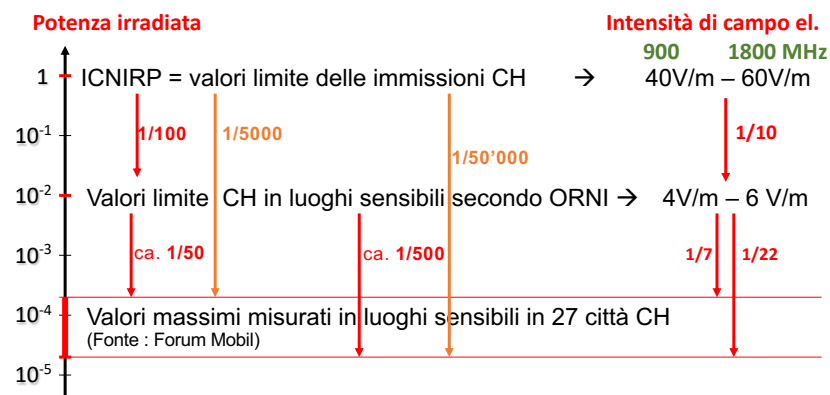 Potenza irradiata
Intensità di campo el.
900 1800 MHz
1 ICNIRP = valori limite delle immissioni CH → 40V/m – 60V/m
10⁻¹ 1/100 1/5000 1/50’000 1/10
10⁻² Valori limite CH in luoghi sensibili secondo ORNI → 4V/m – 6 V/m
10⁻³ ca. 1/50 ca. 1/500 1/7 1/22
10⁻⁴ Valori massimi misurati in luoghi sensibili in 27 città CH
(Fonte : Forum Mobil)
10⁻⁵